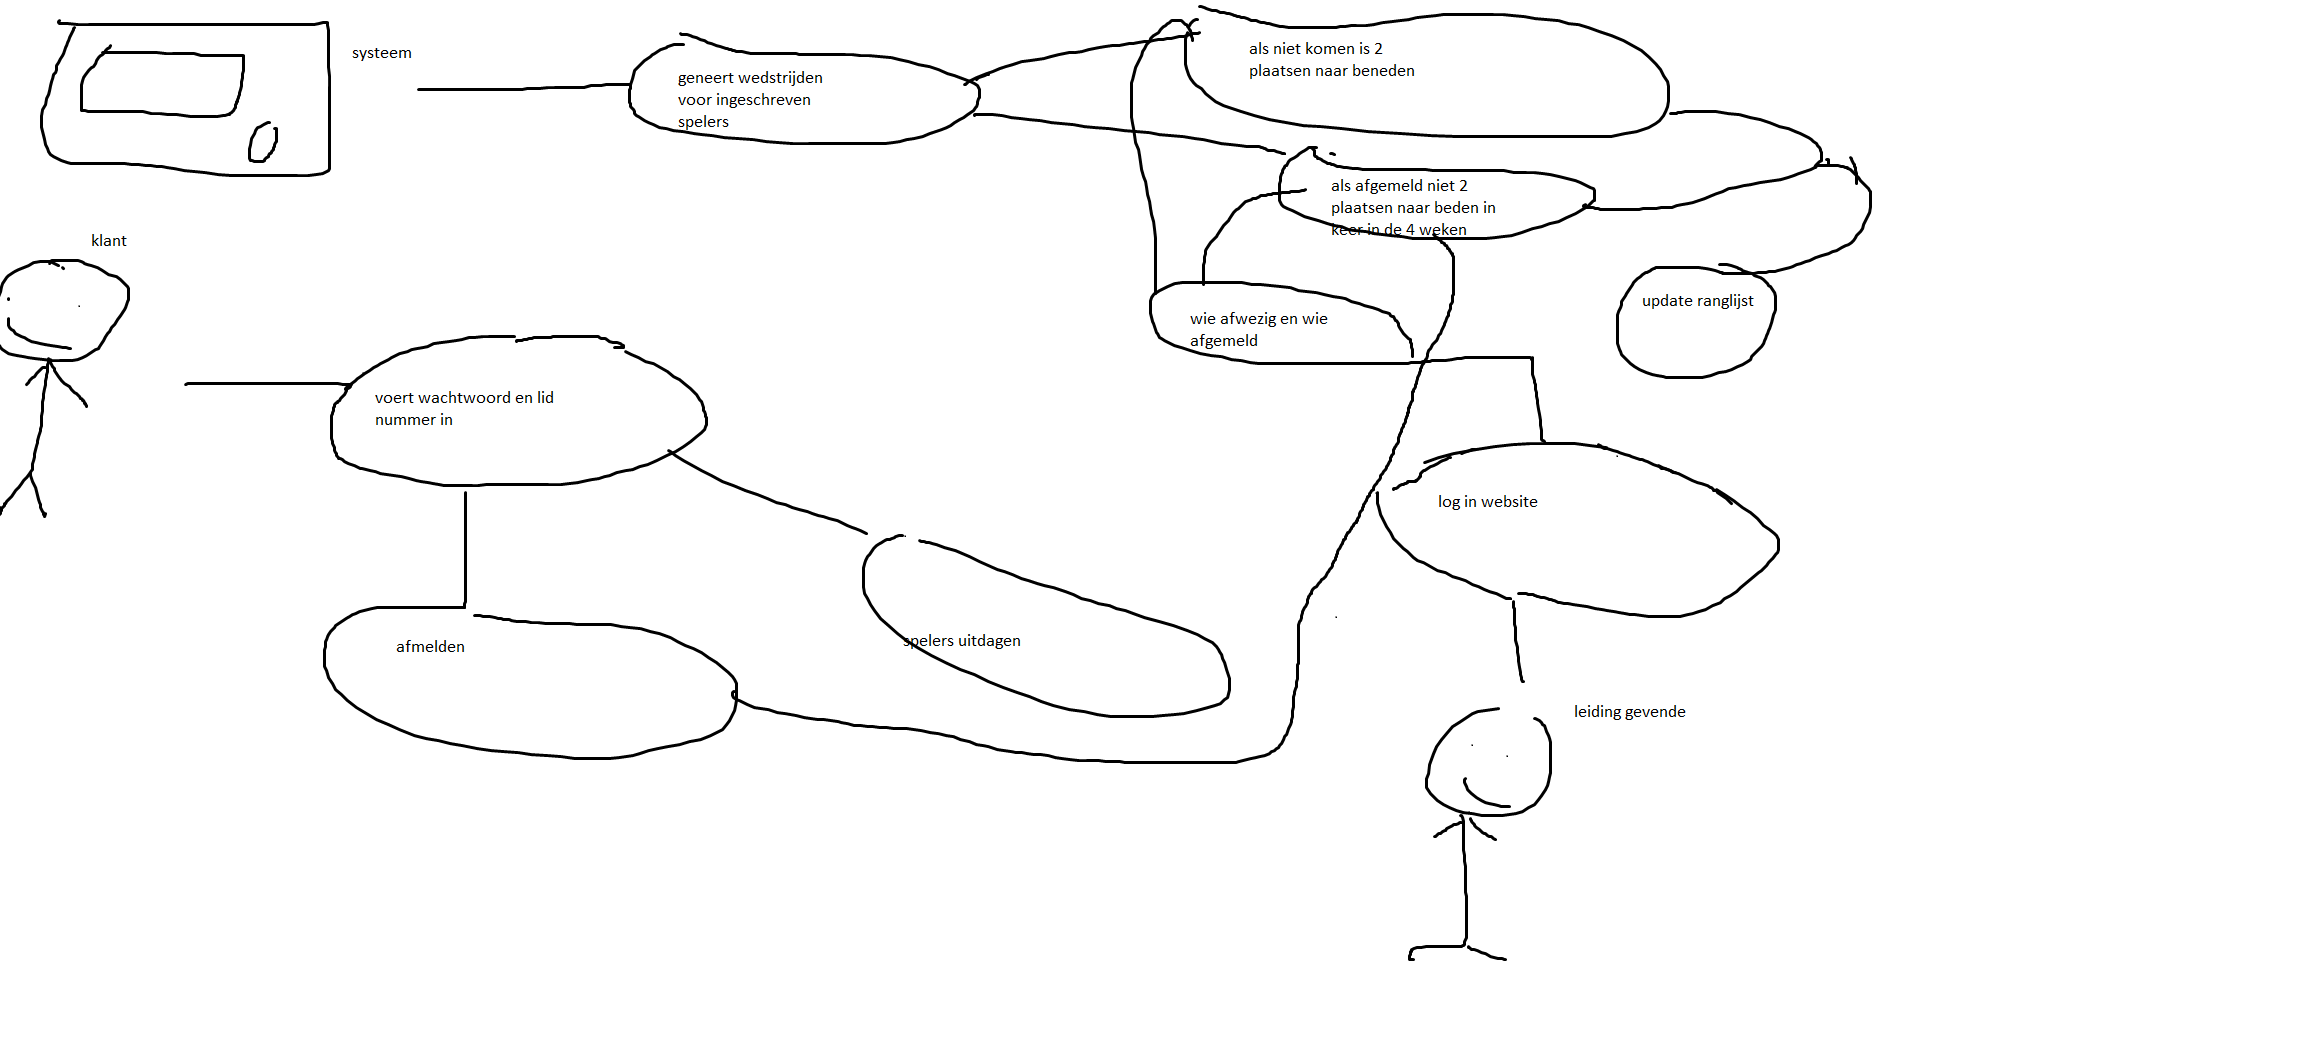 systeem
geneert wedstrijden
voor ingeschreven
spelers
als niet komen is 2
plaatsen naar beneden
als afgemeld niet 2
plaatsen naar beden in
keer in de 4 weken
klant
wie afwezig en wie
afgemeld
update ranglijst
voert wachtwoord en lid
nummer in
log in website
afmelden
spelers uitdagen
leiding gevende